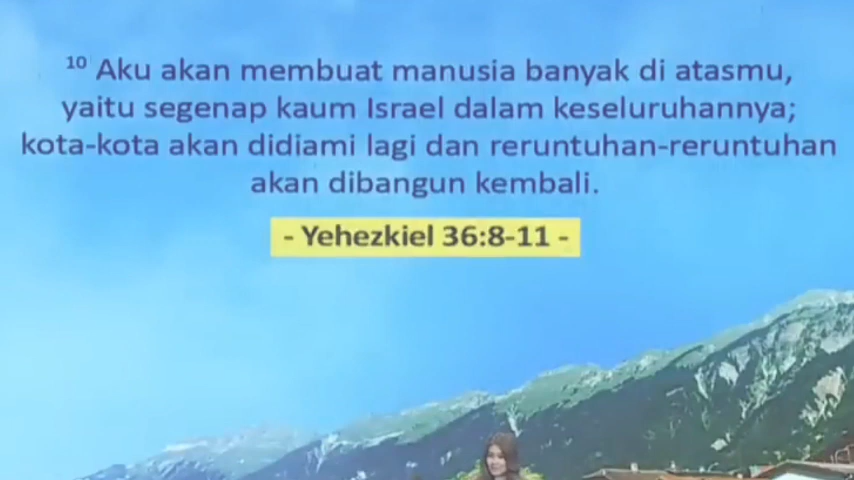 10 Aku akan membuat manusia banyak di atasmu,
yaitu segenap kaum Israel dalam keseluruhannya;
kota-kota akan didiami lagi dan reruntuhan-reruntuhan
akan dibangun kembali.
- Yehezkiel 36:8-11 -